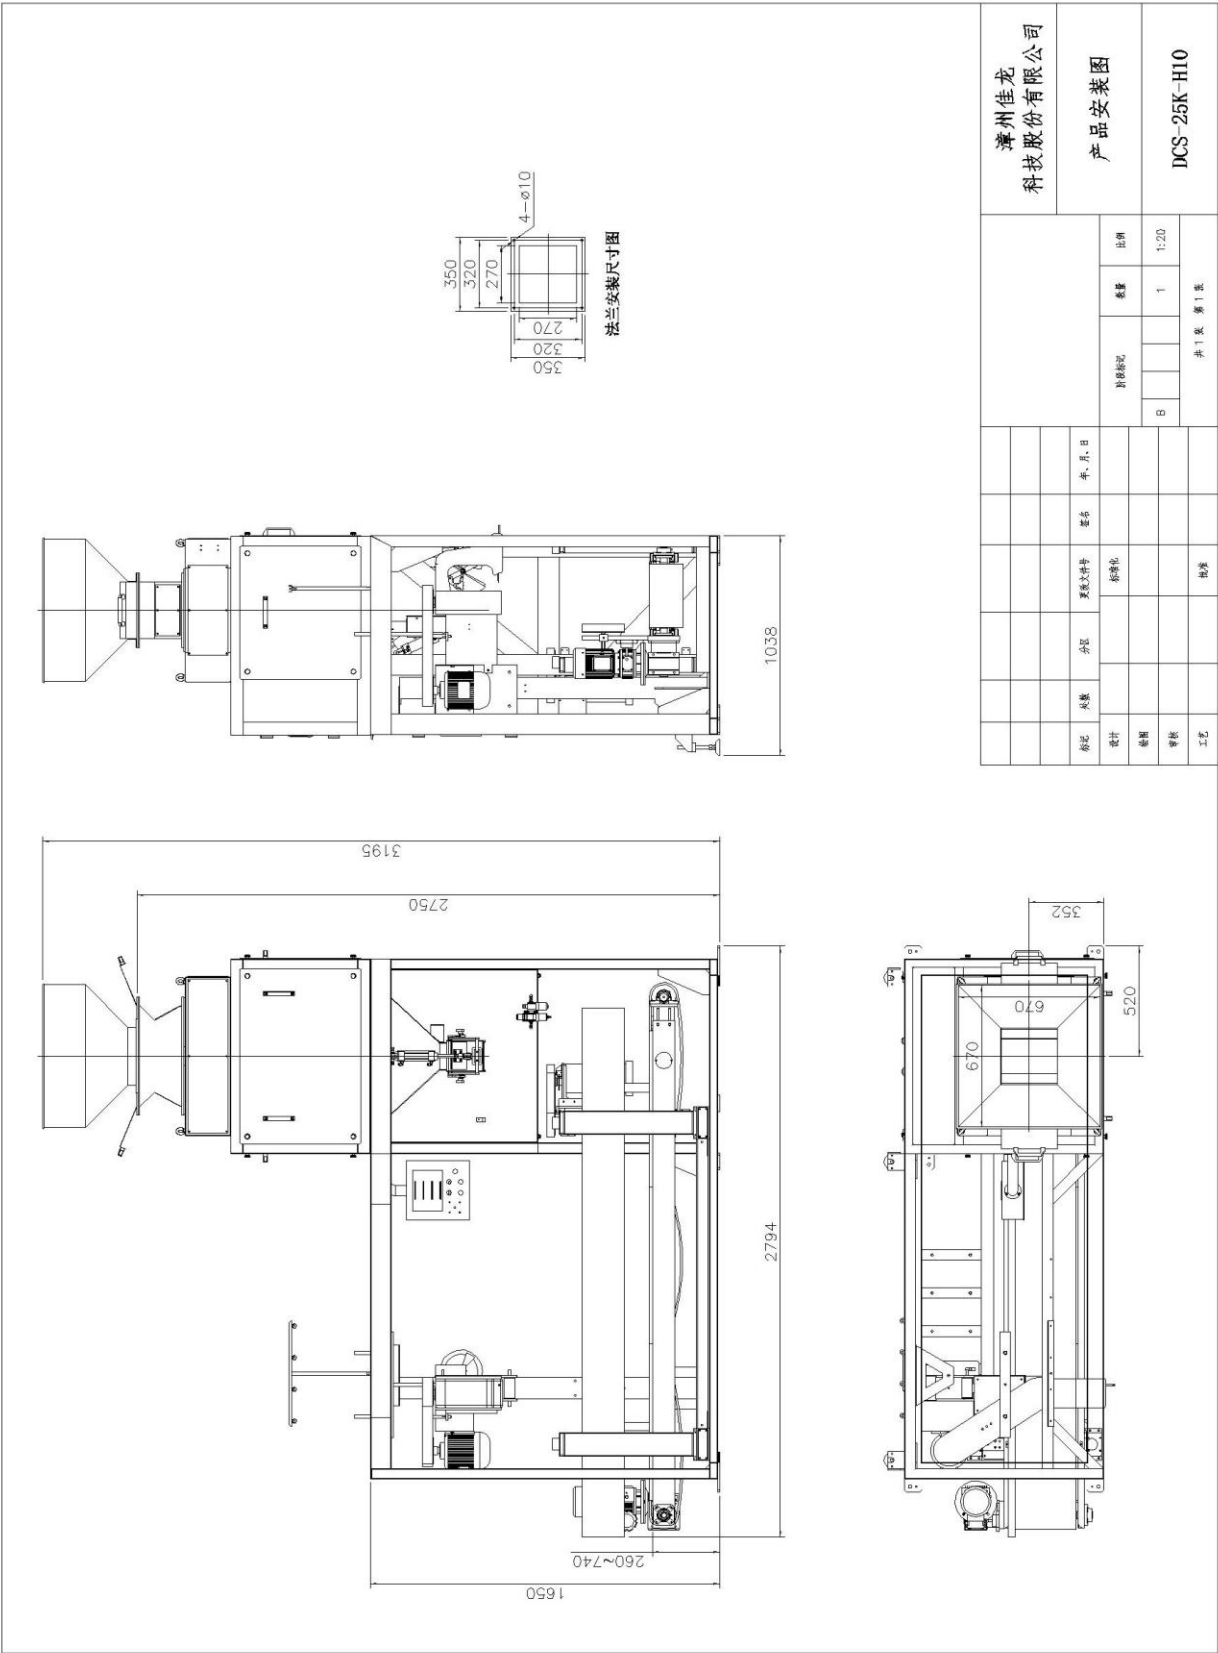 3195
2750
1650
260~740
2794
1038
350
320
270
4-ø10
270
320
350
法兰安装尺寸图
670
670
352
520
漳州佳龙
科技股份有限公司
产品安装图
DCS-25K-H10
标记 处数 分区 更改文件号 签名 年、月、日
设计 标准化 阶段标记 数量 比例
绘图 B 1 1:20
审核
工艺 批准
共 1 张 第 1 张